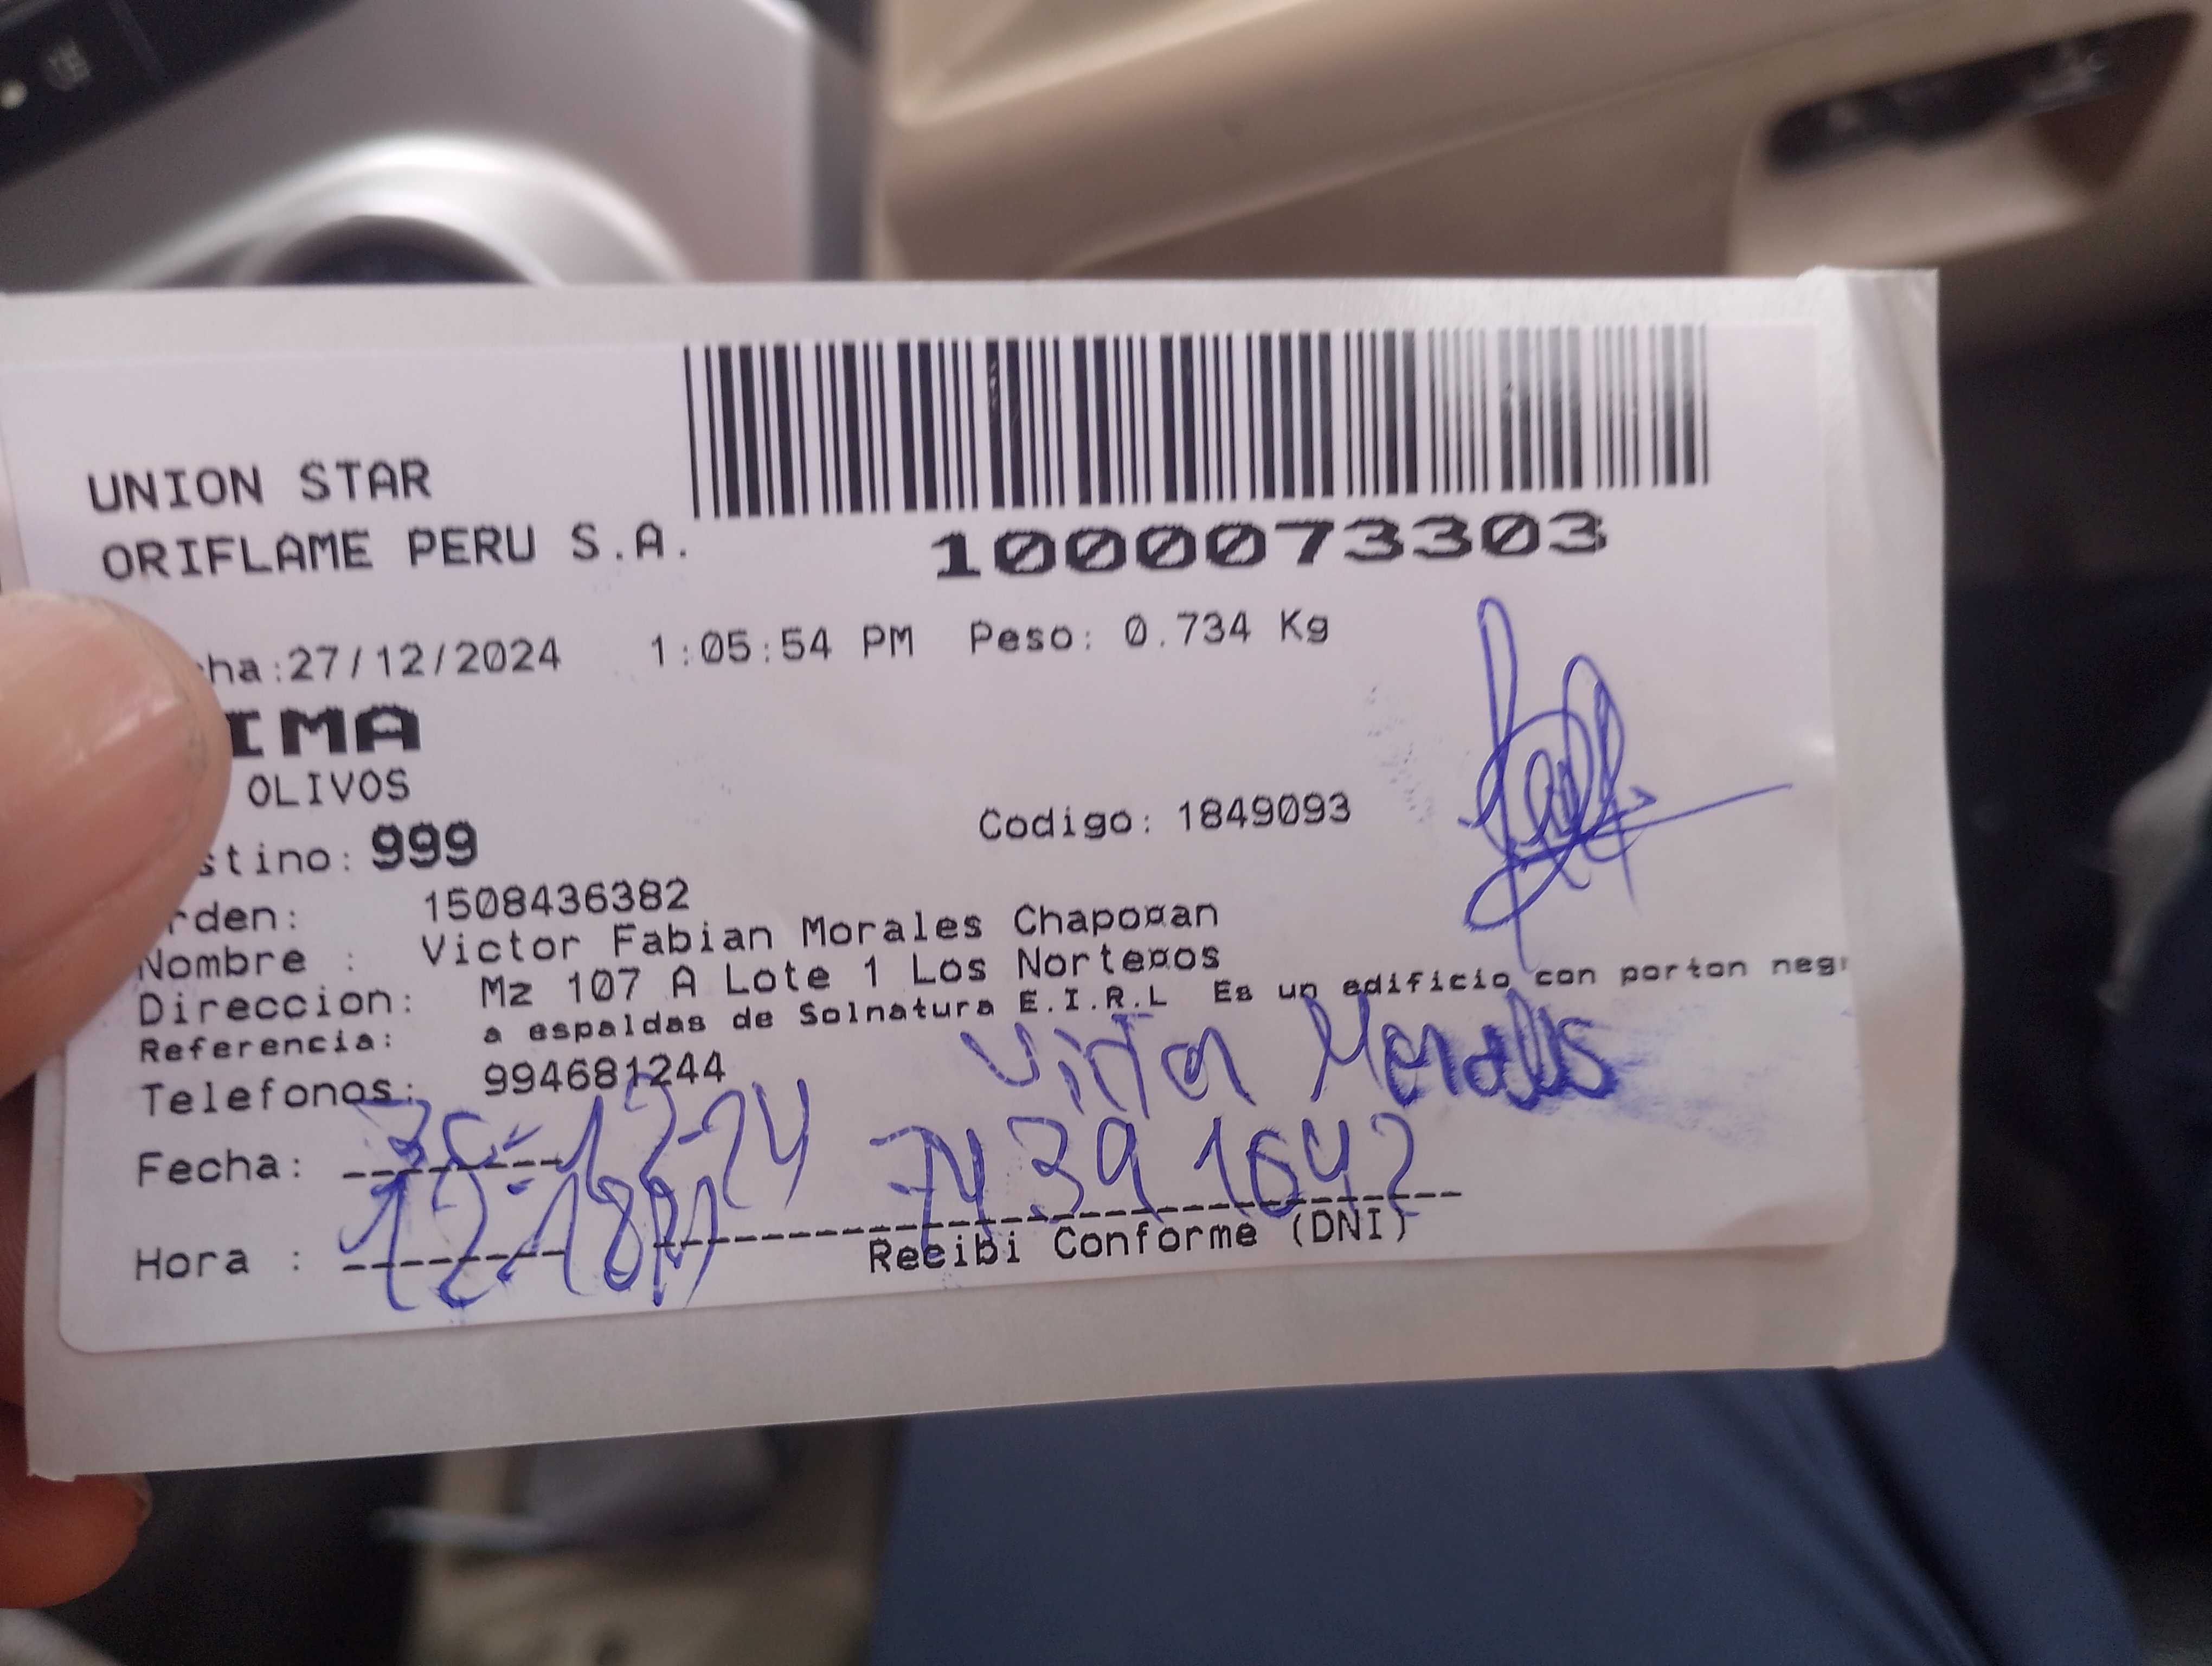 UNION STAR
ORIFLAME PERU S.A.
1000073303
ha:27/12/2024 1:05:54 PM Peso: 0.734 Kg
IMA
OLIVOS
stino: 999 Codigo: 1849093
rden: 1508436382
Nombre : Victor Fabian Morales Chapo¤an
Direccion: Mz 107 A Lote 1 Los Norte¤os
Referencia: a espaldas de Solnatura E.I.R.L Es un edificio con porton neg
Telefonos: 994681244
Victor Morales
Fecha: 30-12-24 74391642
Hora : 12:18
Recibi Conforme (DNI)